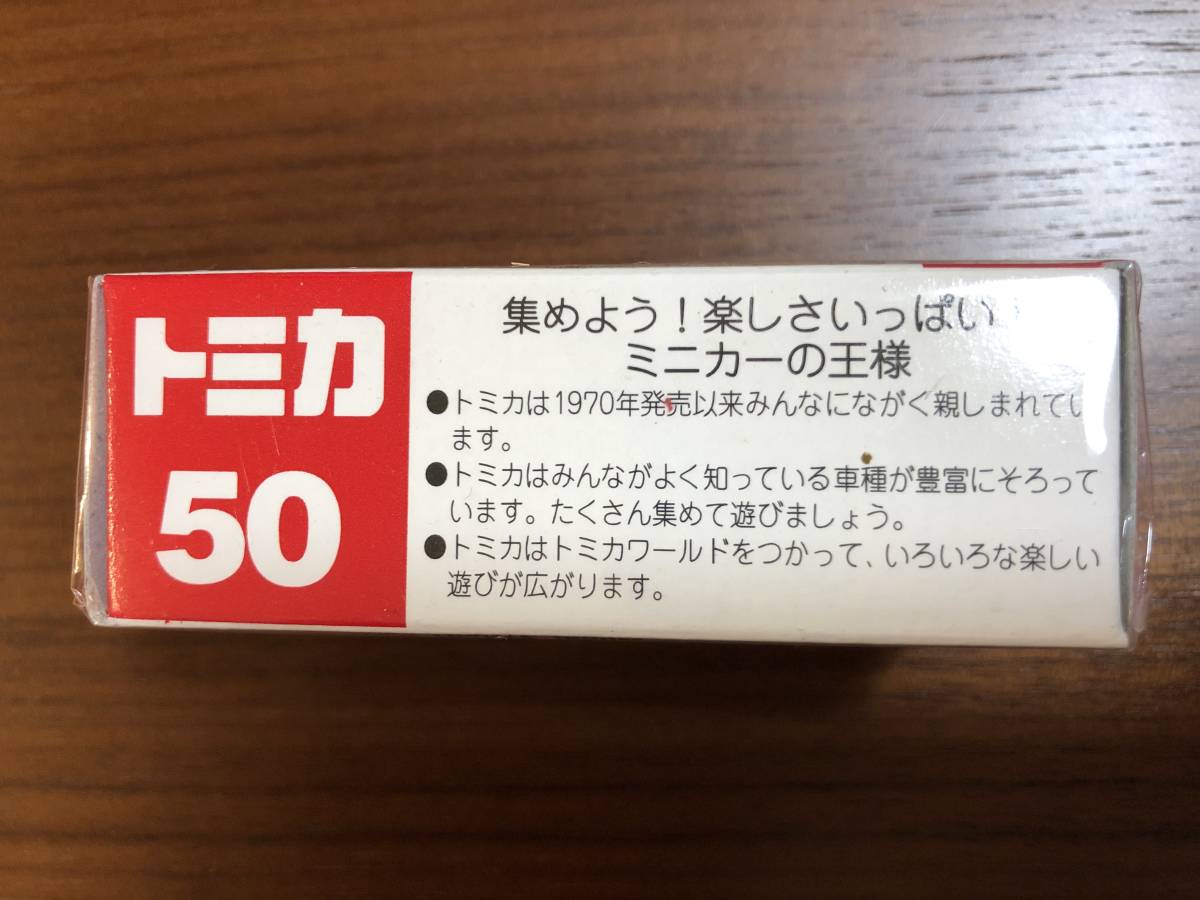 トミカ
50
集めよう！楽しさいっぱい
ミニカーの王様
●トミカは1970年発売以来みんなにながく親しまれてい
ます。
●トミカはみんながよく知っている車種が豊富にそろって
います。たくさん集めて遊びましょう。
●トミカはトミカワールドをつかって、いろいろな楽しい
遊びが広がります。